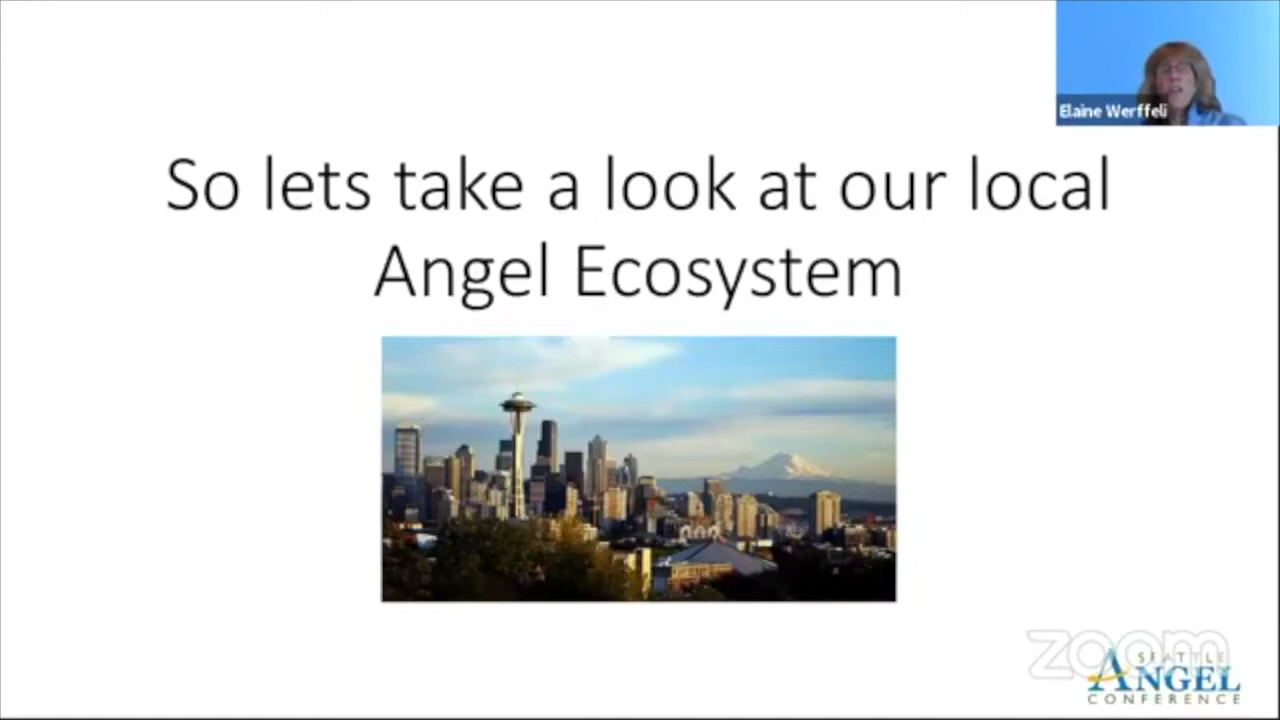 Elaine Werffeli
So lets take a look at our local
Angel Ecosystem
zoom
SEATTLE
ANGEL
CONFERENCE